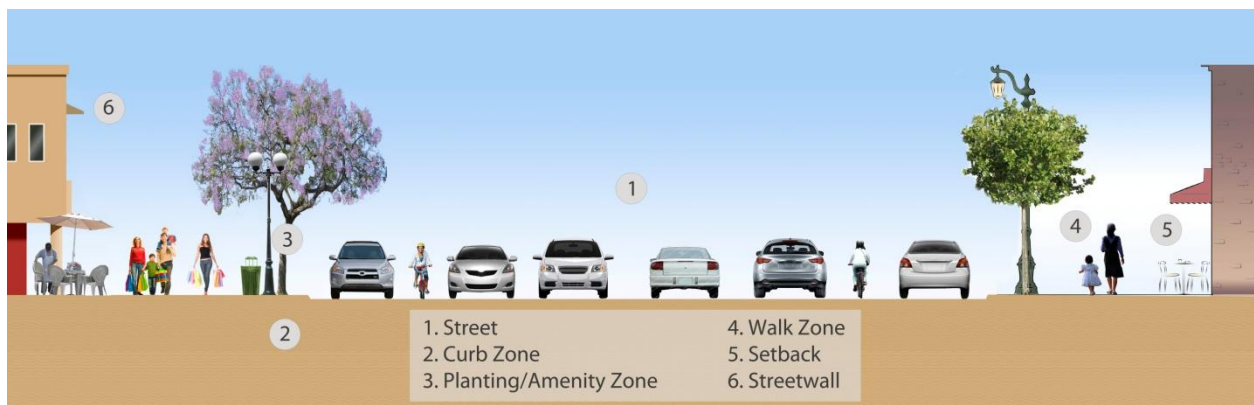 6
1
3
4
5
2
1. Street
2. Curb Zone
3. Planting/Amenity Zone
4. Walk Zone
5. Setback
6. Streetwall